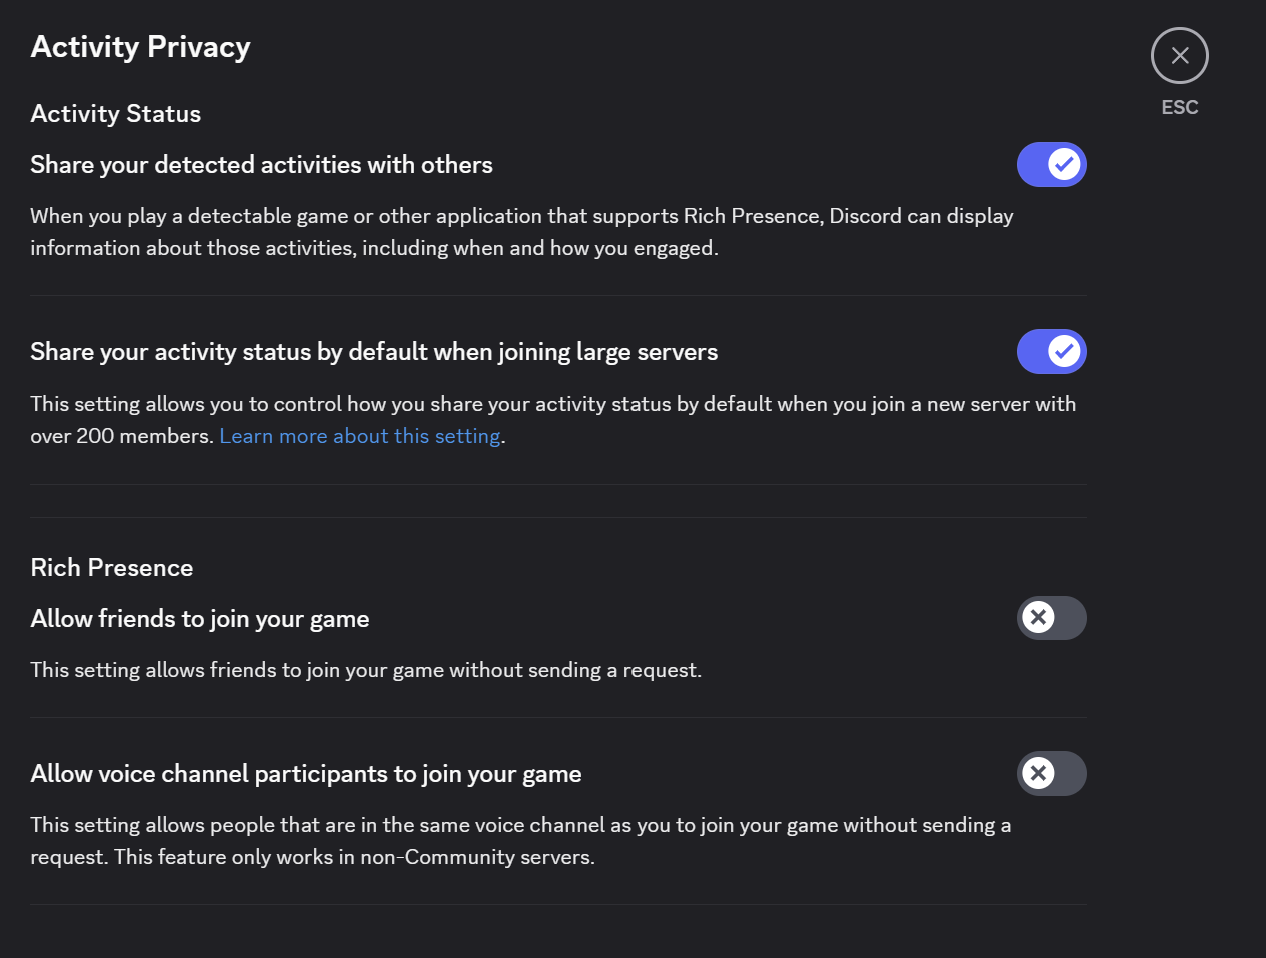 Activity Privacy
ESC
Activity Status
Share your detected activities with others
When you play a detectable game or other application that supports Rich Presence, Discord can display
information about those activities, including when and how you engaged.
Share your activity status by default when joining large servers
This setting allows you to control how you share your activity status by default when you join a new server with
over 200 members. Learn more about this setting.
Rich Presence
Allow friends to join your game
This setting allows friends to join your game without sending a request.
Allow voice channel participants to join your game
This setting allows people that are in the same voice channel as you to join your game without sending a
request. This feature only works in non-Community servers.